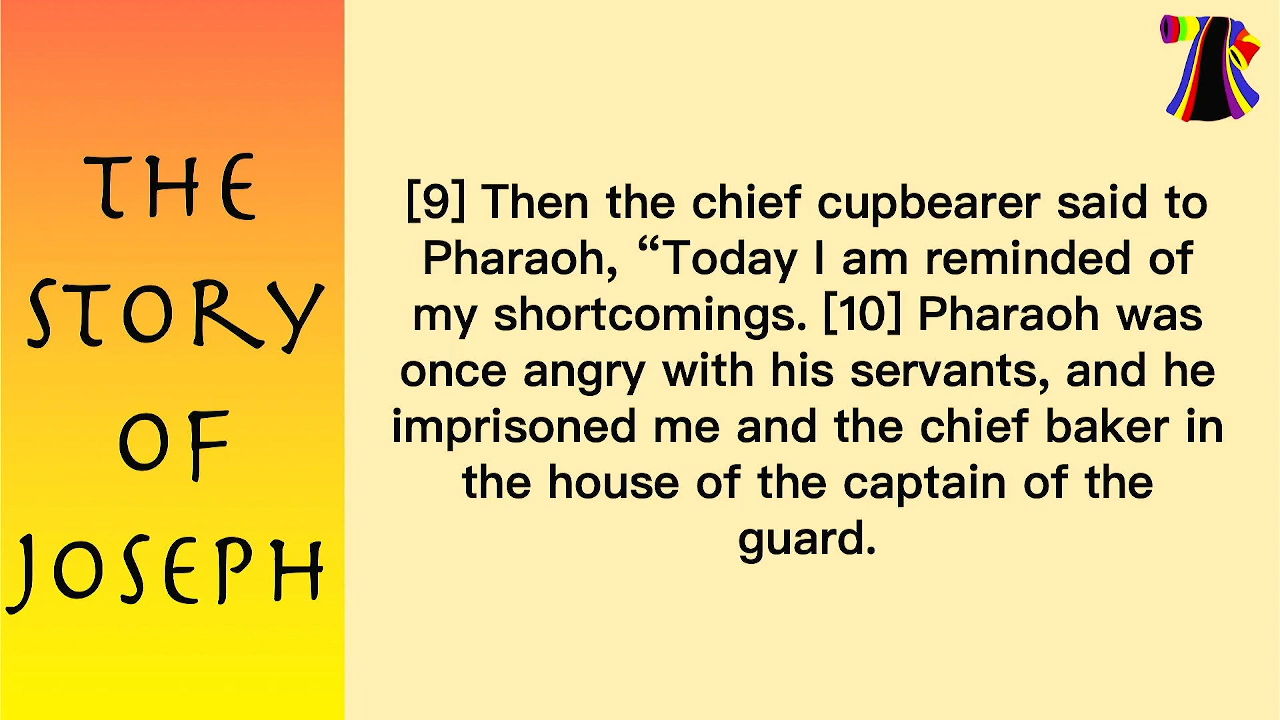 THE
STORY
OF
JOSEPH
[9] Then the chief cupbearer said to
Pharaoh, “Today I am reminded of
my shortcomings. [10] Pharaoh was
once angry with his servants, and he
imprisoned me and the chief baker in
the house of the captain of the
guard.